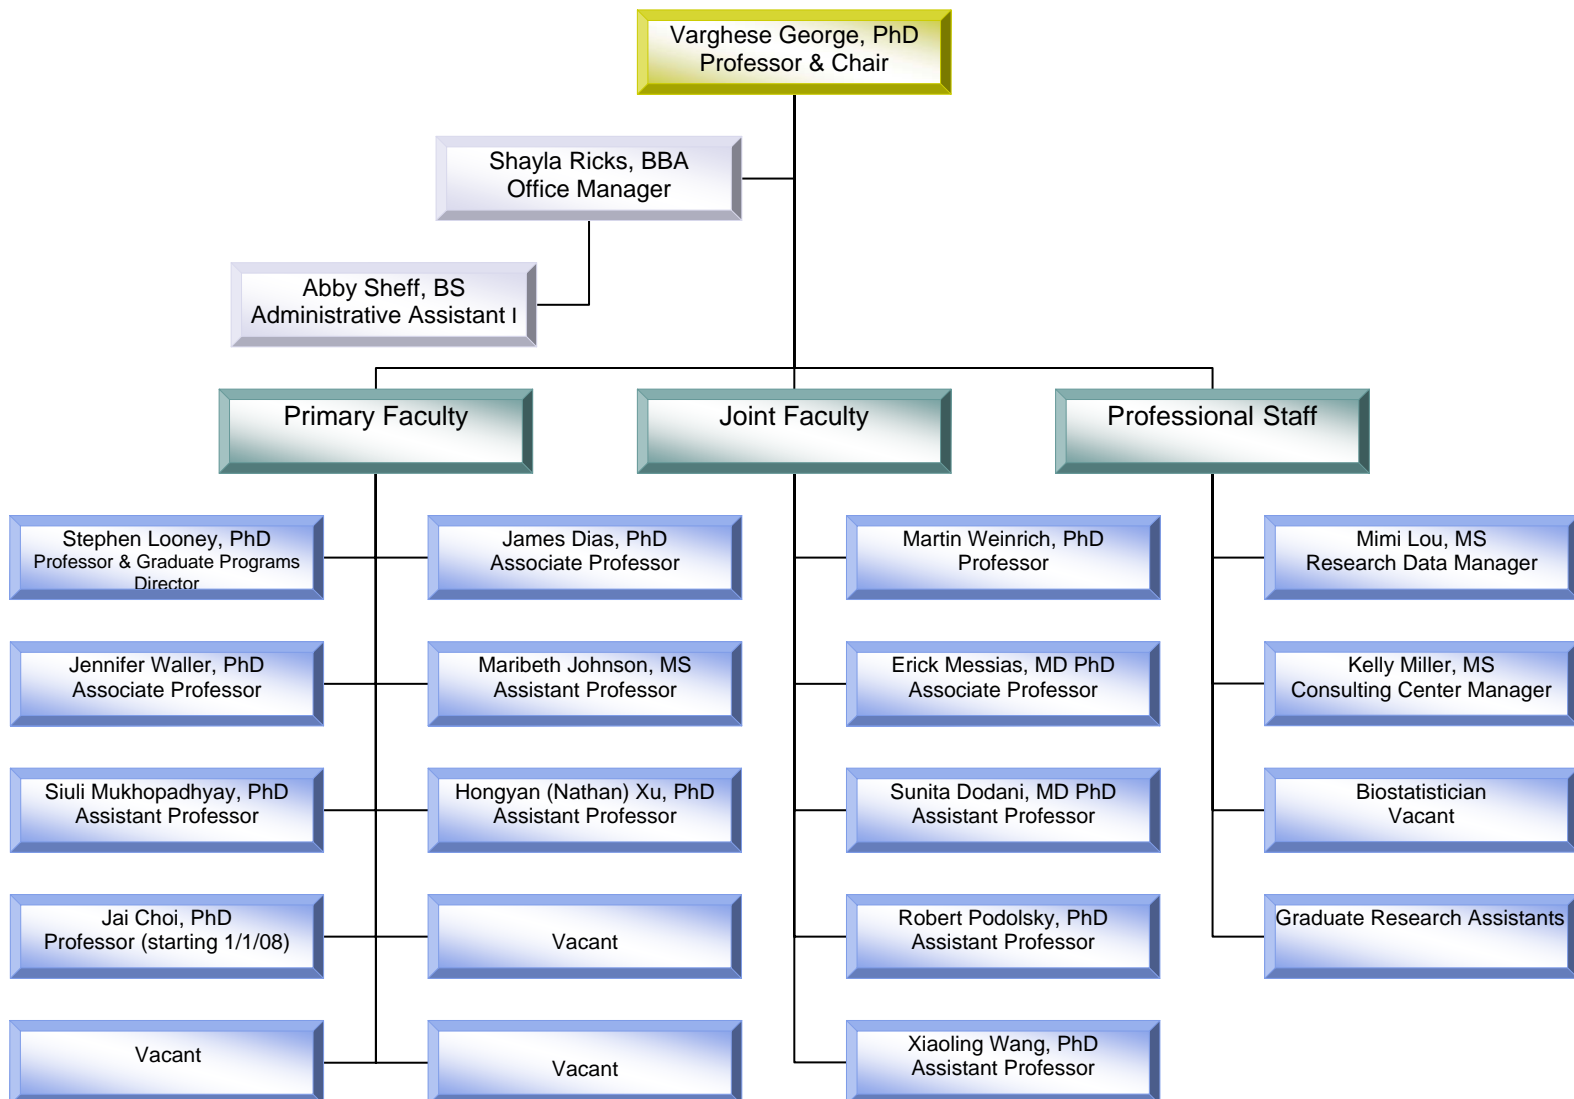 Varghese George, PhD
Professor & Chair
Shayla Ricks, BBA
Office Manager
Abby Sheff, BS
Administrative Assistant I
Primary Faculty
Joint Faculty
Professional Staff
Stephen Looney, PhD
Professor & Graduate Programs
Director
James Dias, PhD
Associate Professor
Martin Weinrich, PhD
Professor
Mimi Lou, MS
Research Data Manager
Jennifer Waller, PhD
Associate Professor
Maribeth Johnson, MS
Assistant Professor
Erick Messias, MD PhD
Associate Professor
Kelly Miller, MS
Consulting Center Manager
Siuli Mukhopadhyay, PhD
Assistant Professor
Hongyan (Nathan) Xu, PhD
Assistant Professor
Sunita Dodani, MD PhD
Assistant Professor
Biostatistician
Vacant
Jai Choi, PhD
Professor (starting 1/1/08)
Vacant
Robert Podolsky, PhD
Assistant Professor
Graduate Research Assistants
Vacant
Vacant
Xiaoling Wang, PhD
Assistant Professor